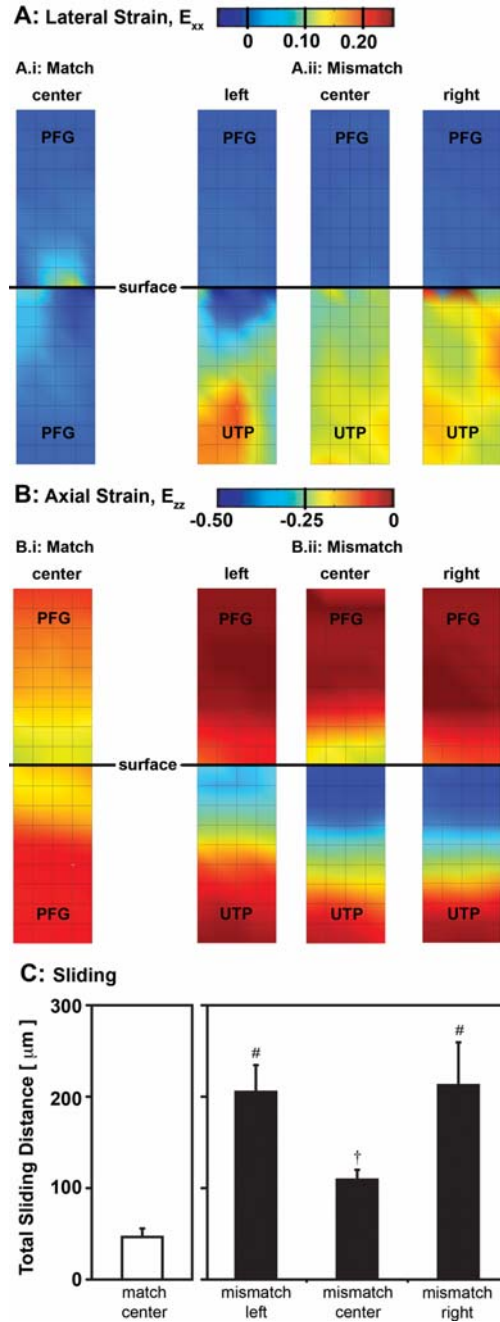 A: Lateral Strain, Exx
0 0.10 0.20
A.i: Match A.ii: Mismatch
center left center right
PFG PFG PFG PFG
surface
PFG UTP UTP UTP
B: Axial Strain, Ezz
-0.50 -0.25 0
B.i: Match B.ii: Mismatch
center left center right
PFG PFG PFG PFG
surface
PFG UTP UTP UTP
C: Sliding
Total Sliding Distance [ μm ]
300
200
100
0
# † #
match center
mismatch left
mismatch center
mismatch right